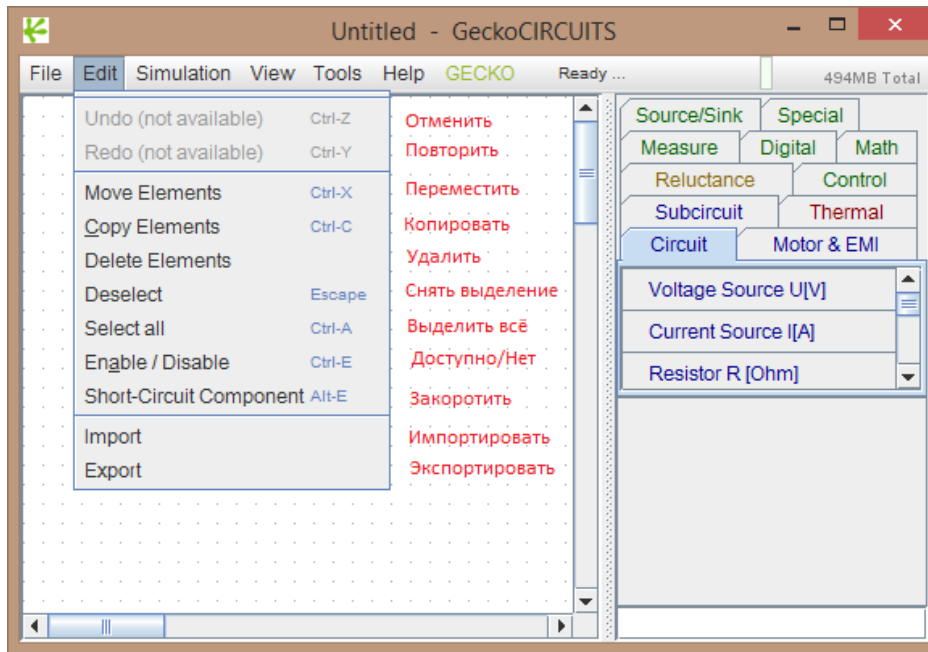 Untitled - GeckoCIRCUITS
File Edit Simulation View Tools Help GECKO Ready ... 494MB Total
Undo (not available) Ctrl-Z Отменить
Redo (not available) Ctrl-Y Повторить
Move Elements Ctrl-X Переместить
Copy Elements Ctrl-C Копировать
Delete Elements Удалить
Deselect Escape Снять выделение
Select all Ctrl-A Выделить всё
Enable / Disable Ctrl-E Доступно/Нет
Short-Circuit Component Alt-E Закоротить
Import Импортировать
Export Экспортировать
Source/Sink Special
Measure Digital Math
Reluctance Control
Subcircuit Thermal
Circuit Motor & EMI
Voltage Source U[V]
Current Source I[A]
Resistor R [Ohm]